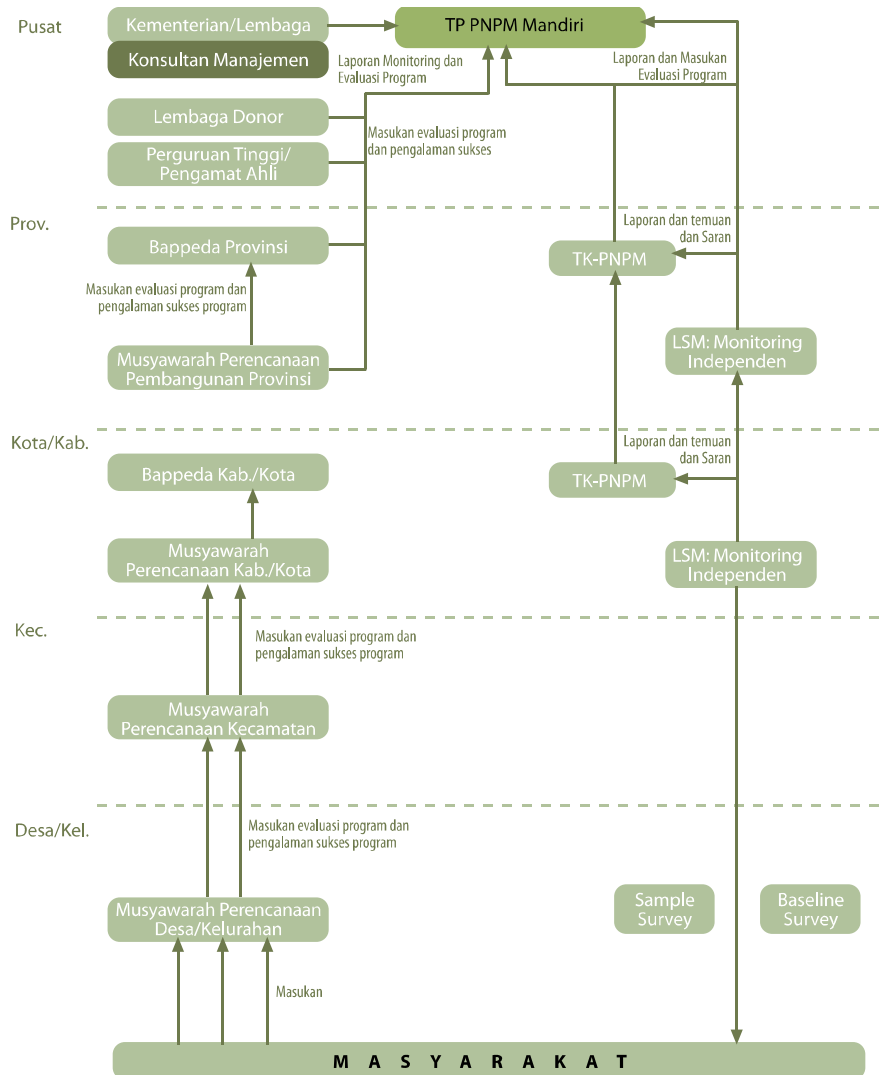 Pusat
Kementerian/Lembaga
TP PNPM Mandiri
Konsultan Manajemen
Laporan Monitoring dan
Evaluasi Program
Laporan dan Masukan
Evaluasi Program
Lembaga Donor
Masukan evaluasi program
dan pengalaman sukses
Perguruan Tinggi/
Pengamat Ahli
Prov.
Bappeda Provinsi
Laporan dan temuan
dan Saran
TK-PNPM
Masukan evaluasi program dan
pengalaman sukses program
Musyawarah Perencanaan
Pembangunan Provinsi
LSM: Monitoring
Independen
Kota/Kab.
Laporan dan temuan
dan Saran
Bappeda Kab./Kota
TK-PNPM
Musyawarah
Perencanaan Kab./Kota
LSM: Monitoring
Independen
Kec.
Masukan evaluasi program dan
pengalaman sukses program
Musyawarah
Perencanaan Kecamatan
Desa/Kel.
Masukan evaluasi program dan
pengalaman sukses program
Musyawarah Perencanaan
Desa/Kelurahan
Sample
Survey
Baseline
Survey
Masukan
M A S Y A R A K A T